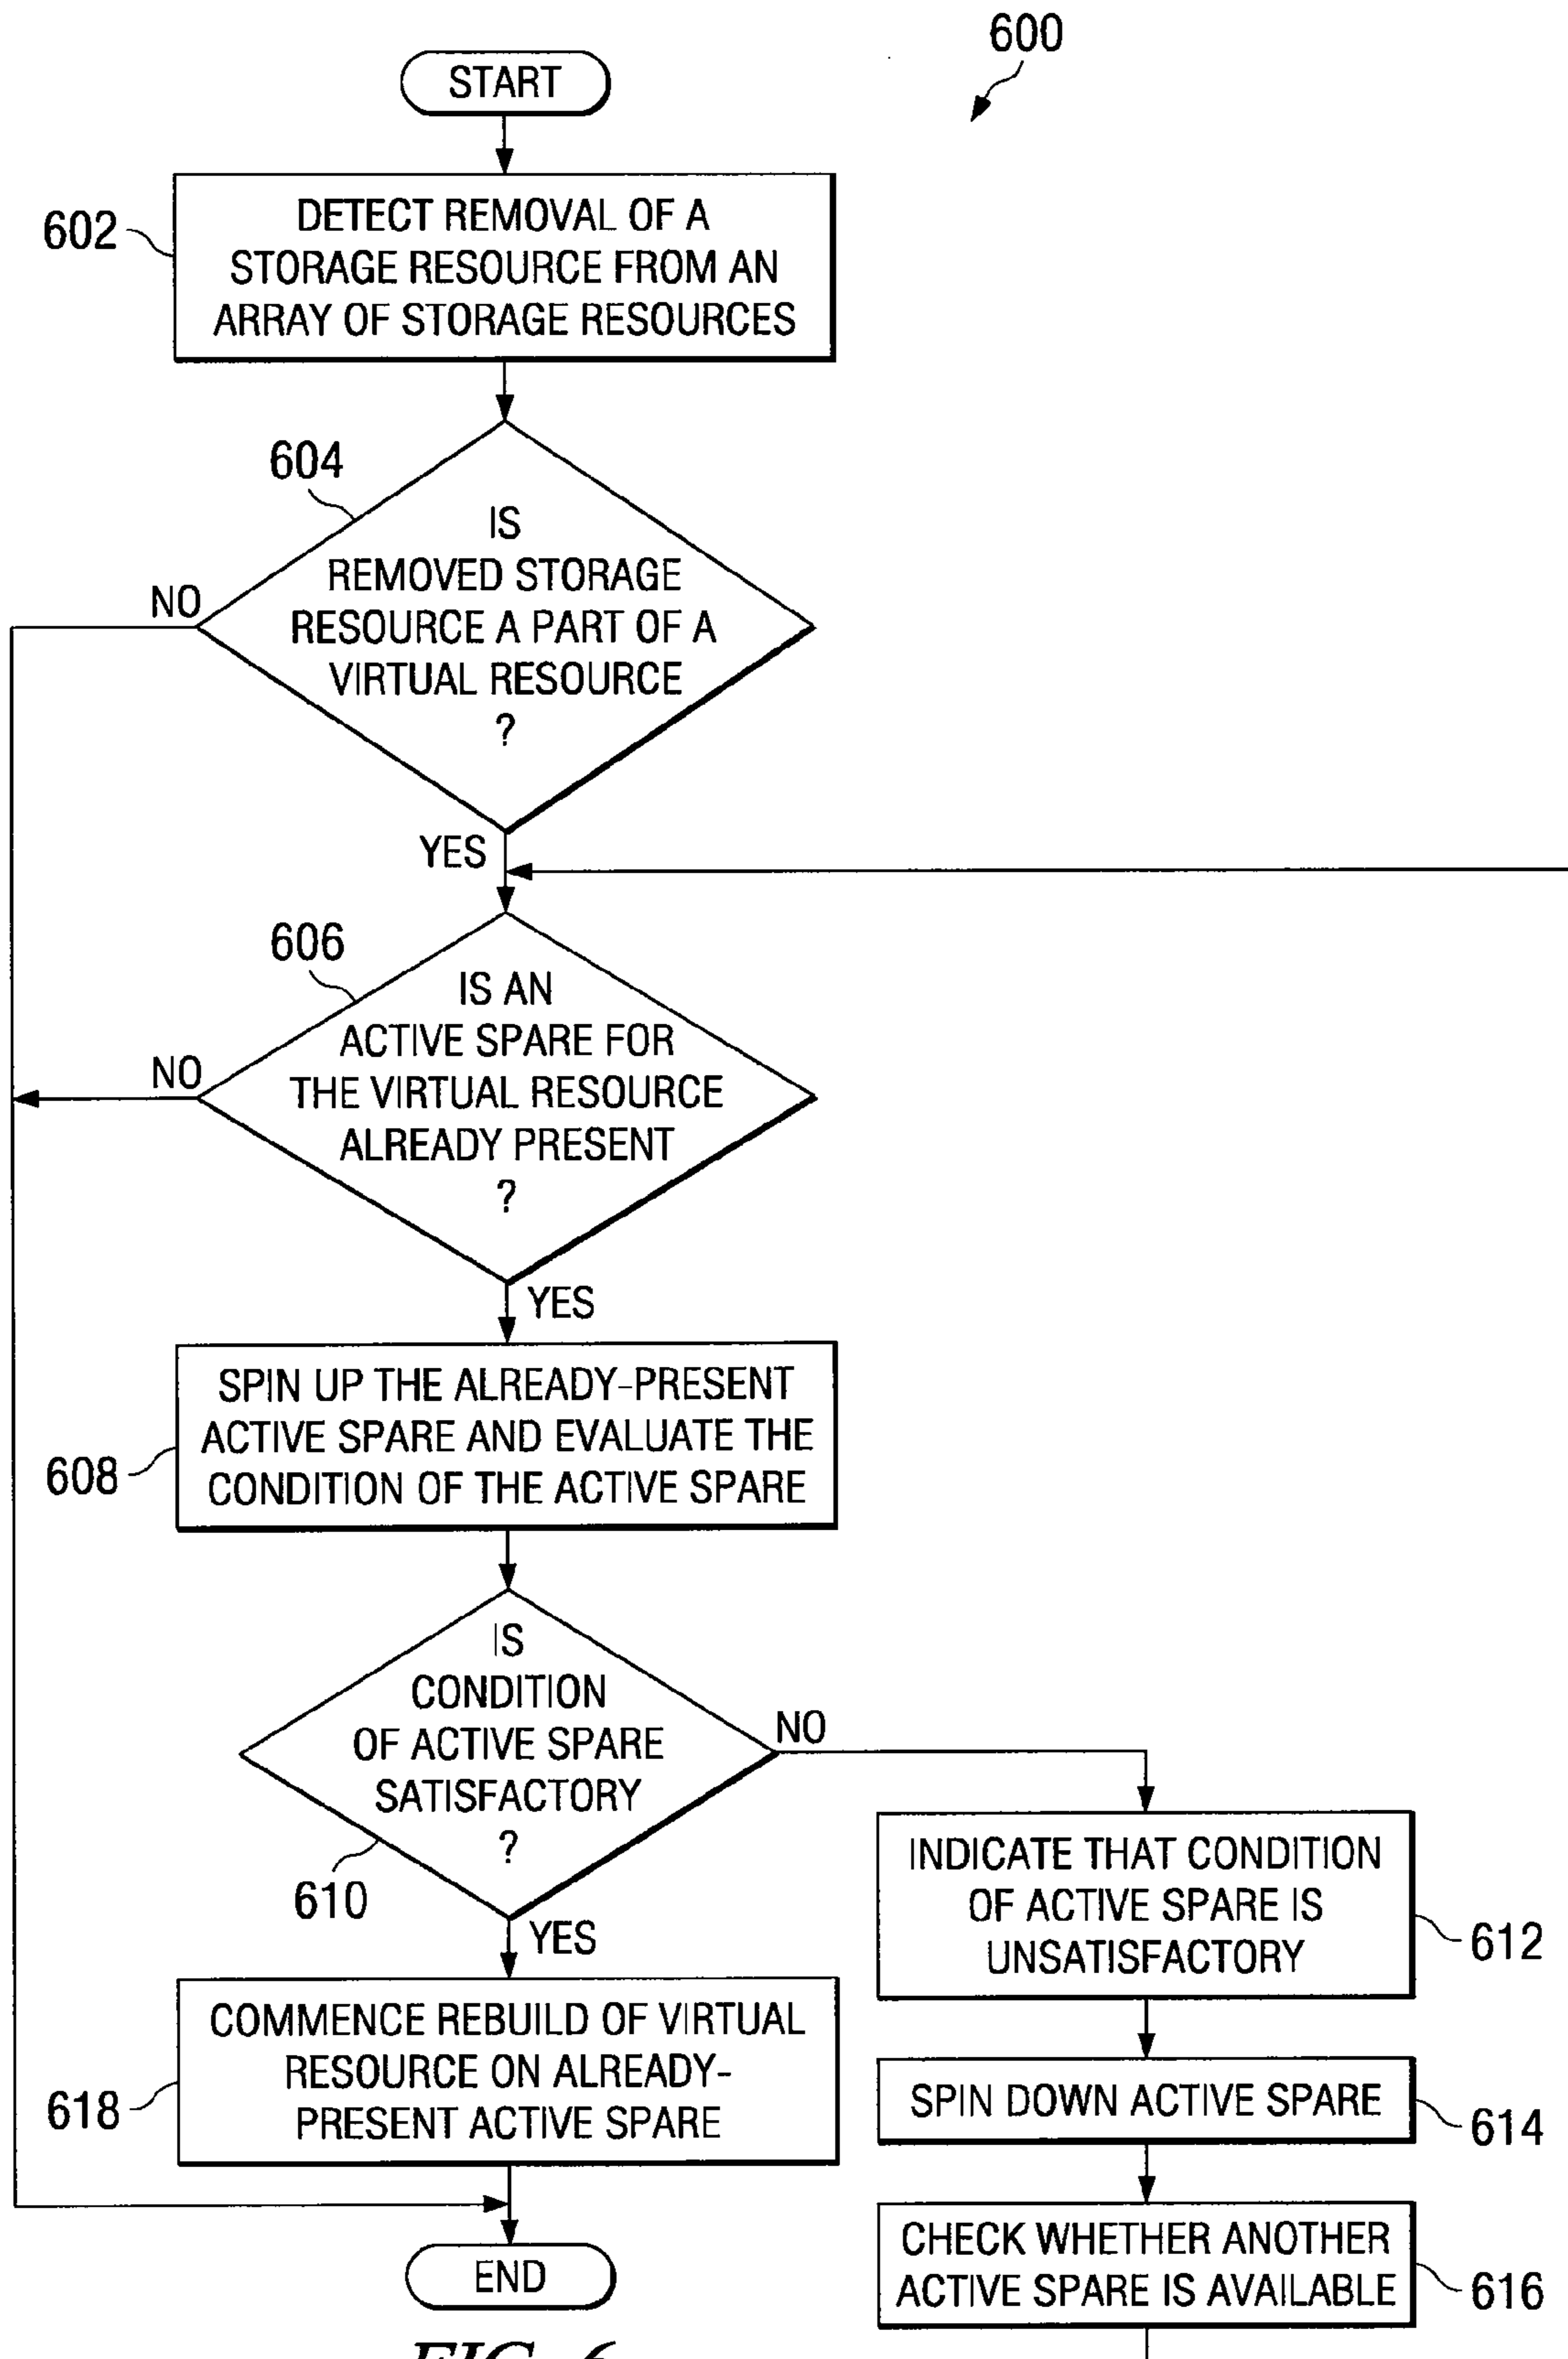 600
START
602
DETECT REMOVAL OF A
STORAGE RESOURCE FROM AN
ARRAY OF STORAGE RESOURCES
604
IS
REMOVED STORAGE
RESOURCE A PART OF A
VIRTUAL RESOURCE
?
NO
YES
606
IS AN
ACTIVE SPARE FOR
THE VIRTUAL RESOURCE
ALREADY PRESENT
?
NO
YES
608
SPIN UP THE ALREADY-PRESENT
ACTIVE SPARE AND EVALUATE THE
CONDITION OF THE ACTIVE SPARE
IS
CONDITION
OF ACTIVE SPARE
SATISFACTORY
?
610
NO
YES
INDICATE THAT CONDITION
OF ACTIVE SPARE IS
UNSATISFACTORY
612
618
COMMENCE REBUILD OF VIRTUAL
RESOURCE ON ALREADY-
PRESENT ACTIVE SPARE
SPIN DOWN ACTIVE SPARE
614
CHECK WHETHER ANOTHER
ACTIVE SPARE IS AVAILABLE
616
END
FIG. 6